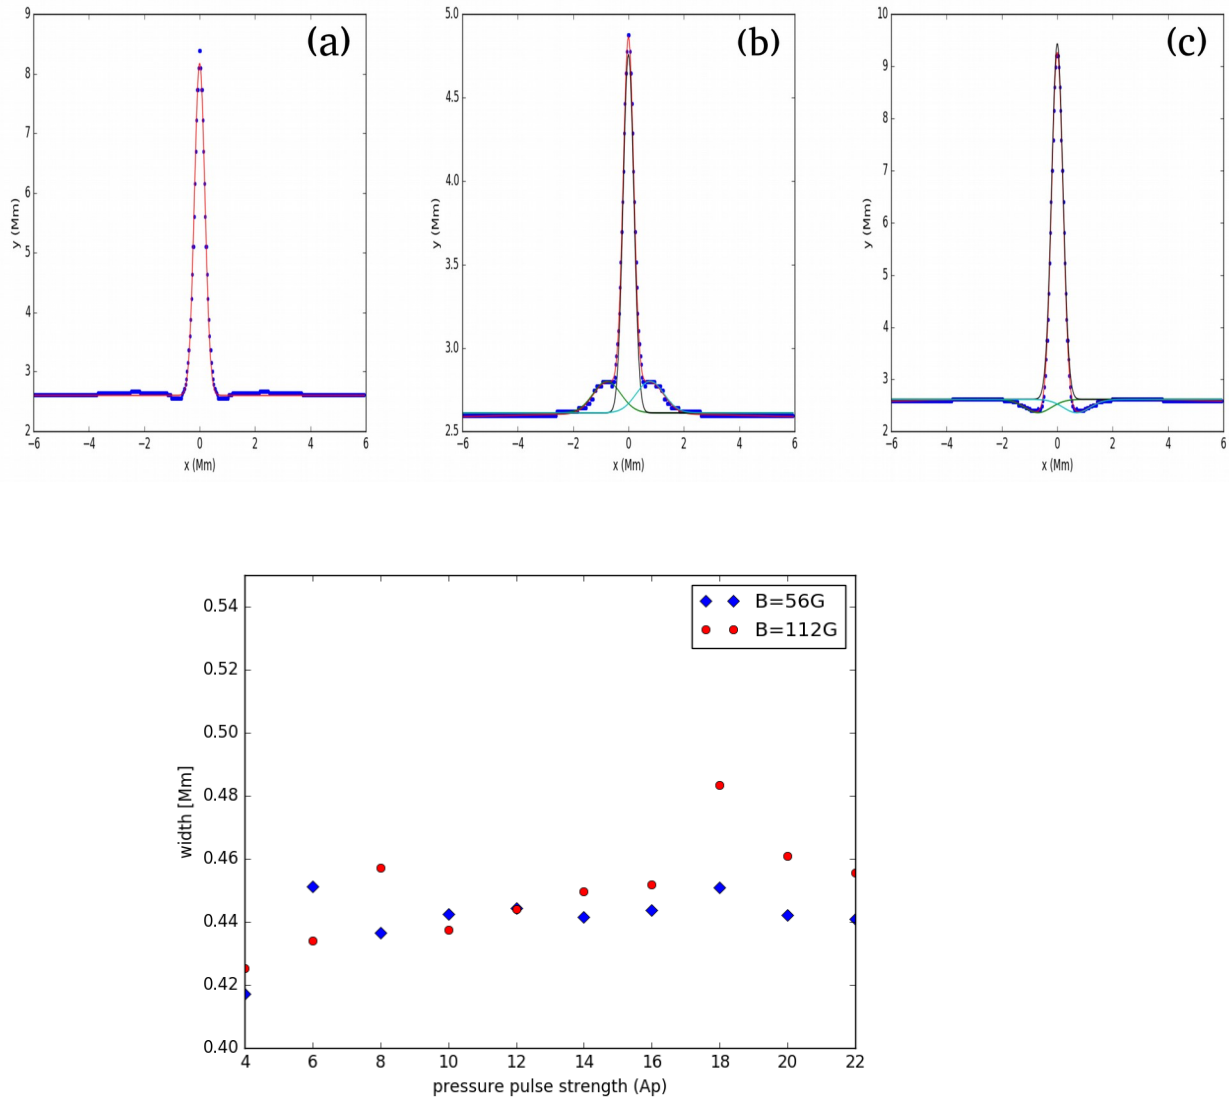 (a)
9
8
7
6
5
4
3
2
−6 −4 −2 0 2 4 6
y (Mm)
x (Mm)
(b)
5.0
4.5
4.0
3.5
3.0
2.5
−6 −4 −2 0 2 4 6
y (Mm)
x (Mm)
(c)
10
9
8
7
6
5
4
3
2
−6 −4 −2 0 2 4 6
y (Mm)
x (Mm)
B=56G
B=112G
0.54
0.52
0.50
0.48
0.46
0.44
0.42
0.40
width [Mm]
4 6 8 10 12 14 16 18 20 22
pressure pulse strength (Ap)